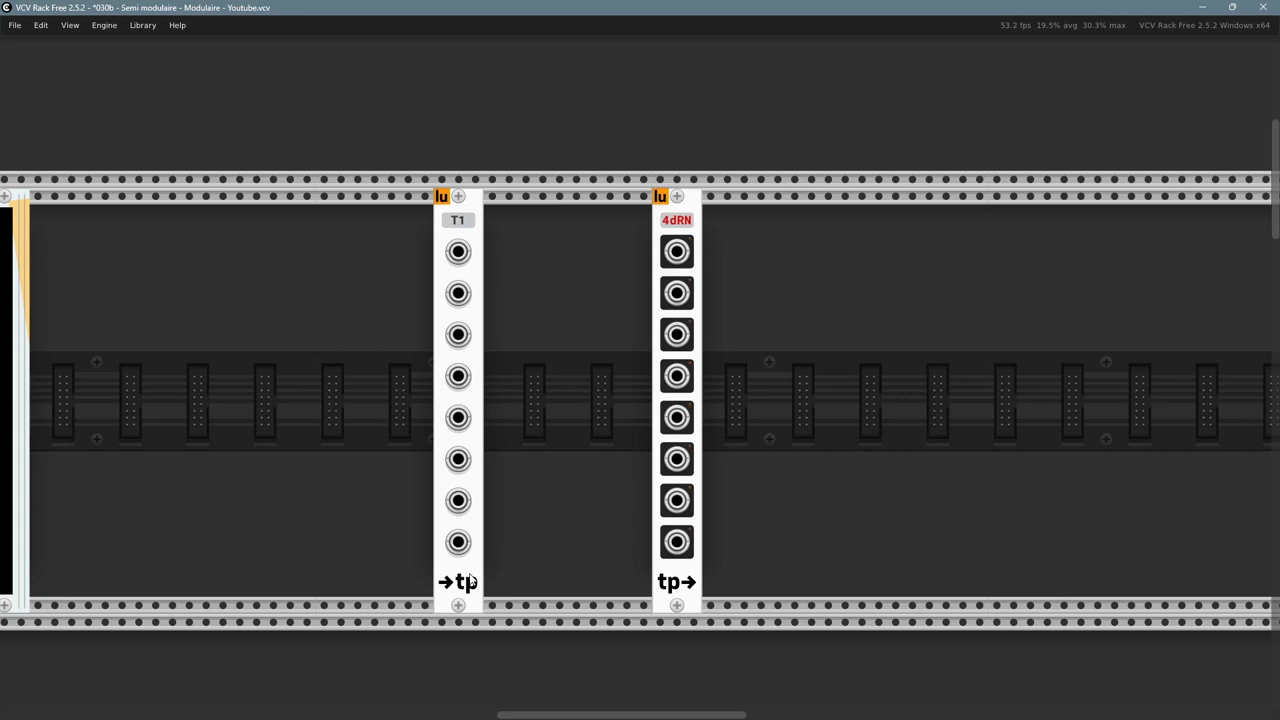 VCV Rack Free 2.5.2 - *030b - Semi modulaire - Modulaire - Youtube.vcv
File Edit View Engine Library Help
53.2 fps 19.5% avg 30.3% max VCV Rack Free 2.5.2 Windows x64
lu
T1
→tp
lu
4dRN
tp→